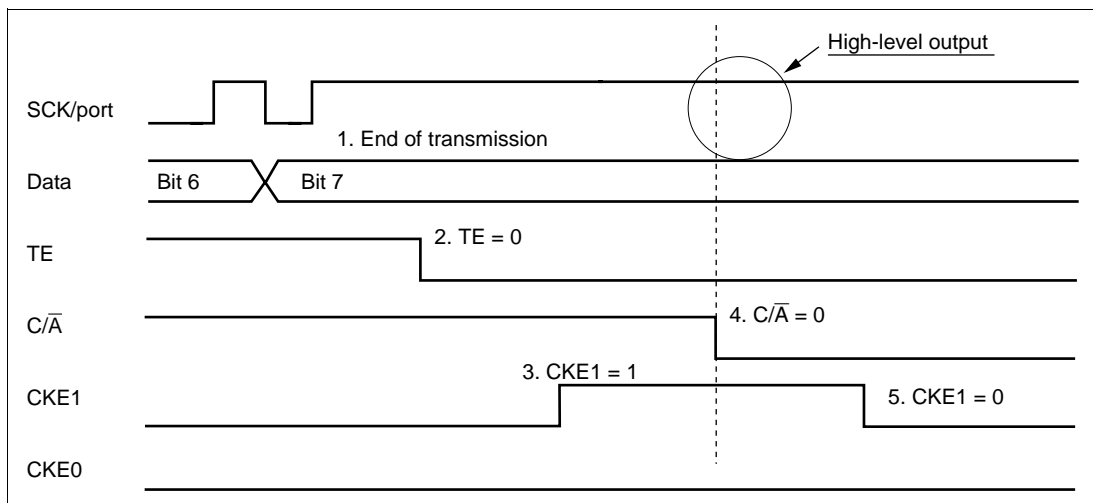 High-level output
SCK/port
1. End of transmission
Data
Bit 6
Bit 7
TE
2. TE = 0
C/A̅
4. C/A̅ = 0
3. CKE1 = 1
CKE1
5. CKE1 = 0
CKE0